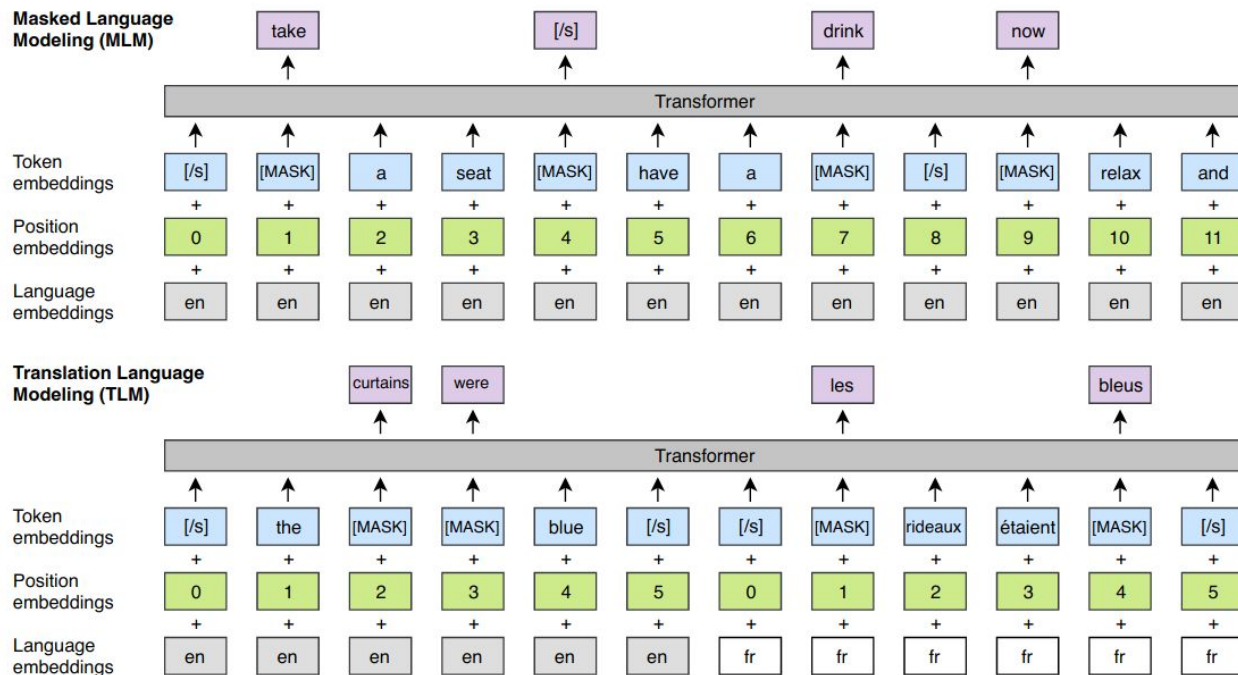 Masked Language
Modeling (MLM)
take [/s] drink now
Transformer
Token
embeddings
[/s] [MASK] a seat [MASK] have a [MASK] [/s] [MASK] relax and
+ + + + + + + + + + + +
Position
embeddings
0 1 2 3 4 5 6 7 8 9 10 11
+ + + + + + + + + + + +
Language
embeddings
en en en en en en en en en en en en
Translation Language
Modeling (TLM)
curtains were les bleus
Transformer
Token
embeddings
[/s] the [MASK] [MASK] blue [/s] [/s] [MASK] rideaux étaient [MASK] [/s]
+ + + + + + + + + + + +
Position
embeddings
0 1 2 3 4 5 0 1 2 3 4 5
+ + + + + + + + + + + +
Language
embeddings
en en en en en en fr fr fr fr fr fr